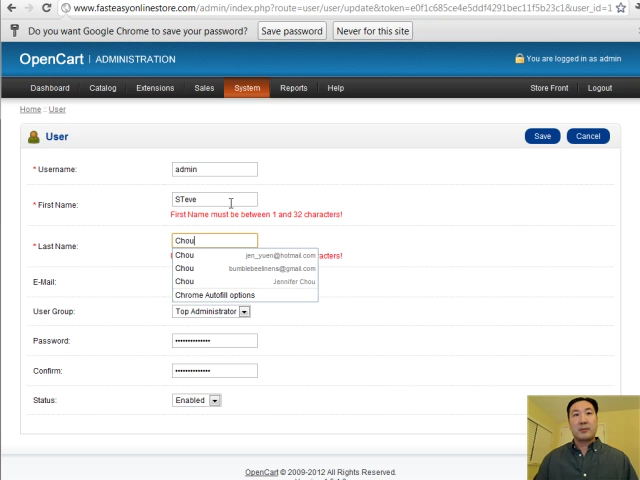 www.fasteasyonlinestore.com/admin/index.php?route=user/user/update&token=e0f1c685ce4e5ddf4291bf12f5b23c1&user_id=1
Do you want Google Chrome to save your password? Save password Never for this site
OpenCart | ADMINISTRATION You are logged in as admin
Dashboard Catalog Extensions Sales System Reports Help Store Front Logout
Home :: User
User Save Cancel
* Username: admin
* First Name: STeve
First Name must be between 1 and 32 characters!
* Last Name: Chou
characters!
Chou jen_yuen@hotmail.com
Chou bumblebeelinens@gmail.com
Chou Jennifer Chou
Chrome Autofill options
E-Mail:
User Group: Top Administrator
Password: ••••••••••••••
Confirm: ••••••••••••••
Status: Enabled
OpenCart © 2009-2012 All Rights Reserved.